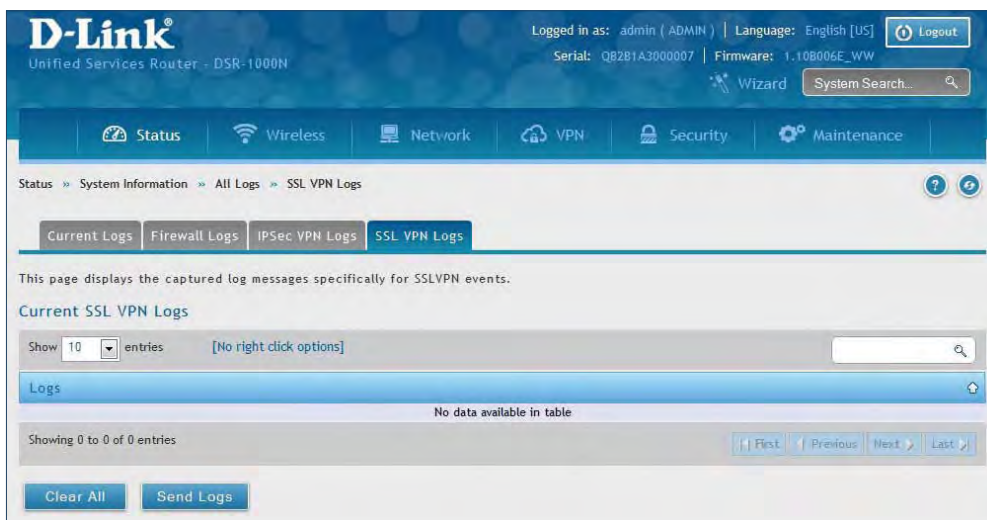 D-Link®
Unified Services Router - DSR-1000N
Logged in as: admin ( ADMIN ) | Language: English [US]
Logout
Serial: QB2B1A3000007 | Firmware: 1.10B006E_WW
Wizard
System Search...
Status
Wireless
Network
VPN
Security
Maintenance
Status » System Information » All Logs » SSL VPN Logs
?
Current Logs
Firewall Logs
IPSec VPN Logs
SSL VPN Logs
This page displays the captured log messages specifically for SSLVPN events.
Current SSL VPN Logs
Show 10 entries
[No right click options]
Logs
No data available in table
Showing 0 to 0 of 0 entries
First
Previous
Next
Last
Clear All
Send Logs